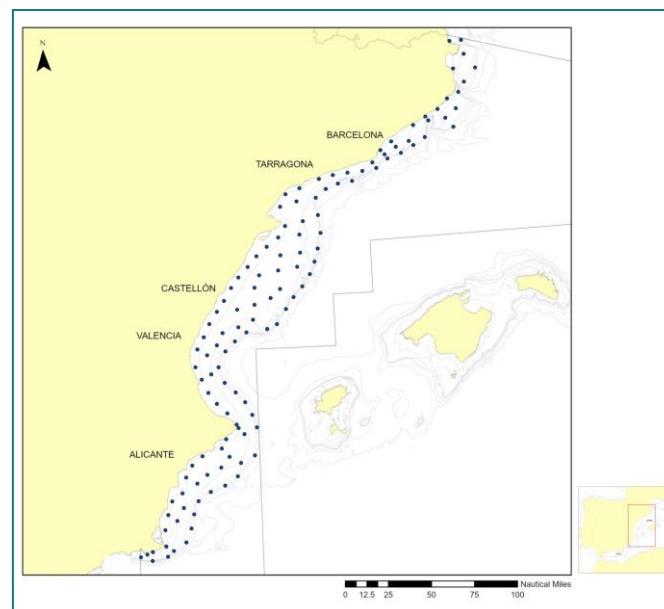 N
BARCELONA
TARRAGONA
CASTELLÓN
VALENCIA
ALICANTE
Nautical Miles
0 12.5 25 50 75 100